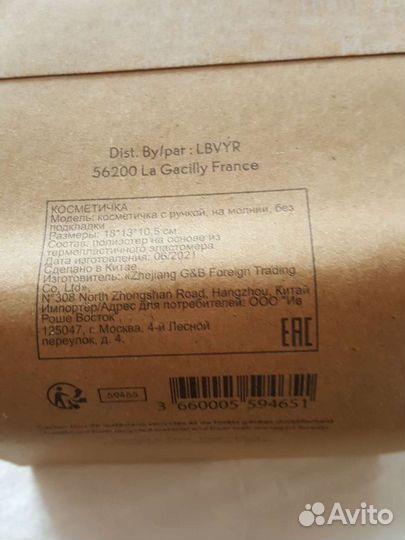 Dist. By/par : LBVYR
56200 La Gacilly France
КОСМЕТИЧКА
Модель: косметичка с ручкой, на молнии, без
подкладки
Размеры: 18*13*10.5 см.
Состав: полиэстер на основе из
термопластичного эластомера
Дата изготовления: 06/2021
Сделано в Китае
Изготовитель: «Zhejiang G&B Foreign Trading
Co. Ltd»,
N°308 North Zhongshan Road, Hangzhou, Китай
Импортёр/Адрес для потребителей: ООО "Ив
Роше Восток",
125047, г. Москва, 4-й Лесной
переулок, д. 4.
EAC
59465
3 660005 594651
Avito